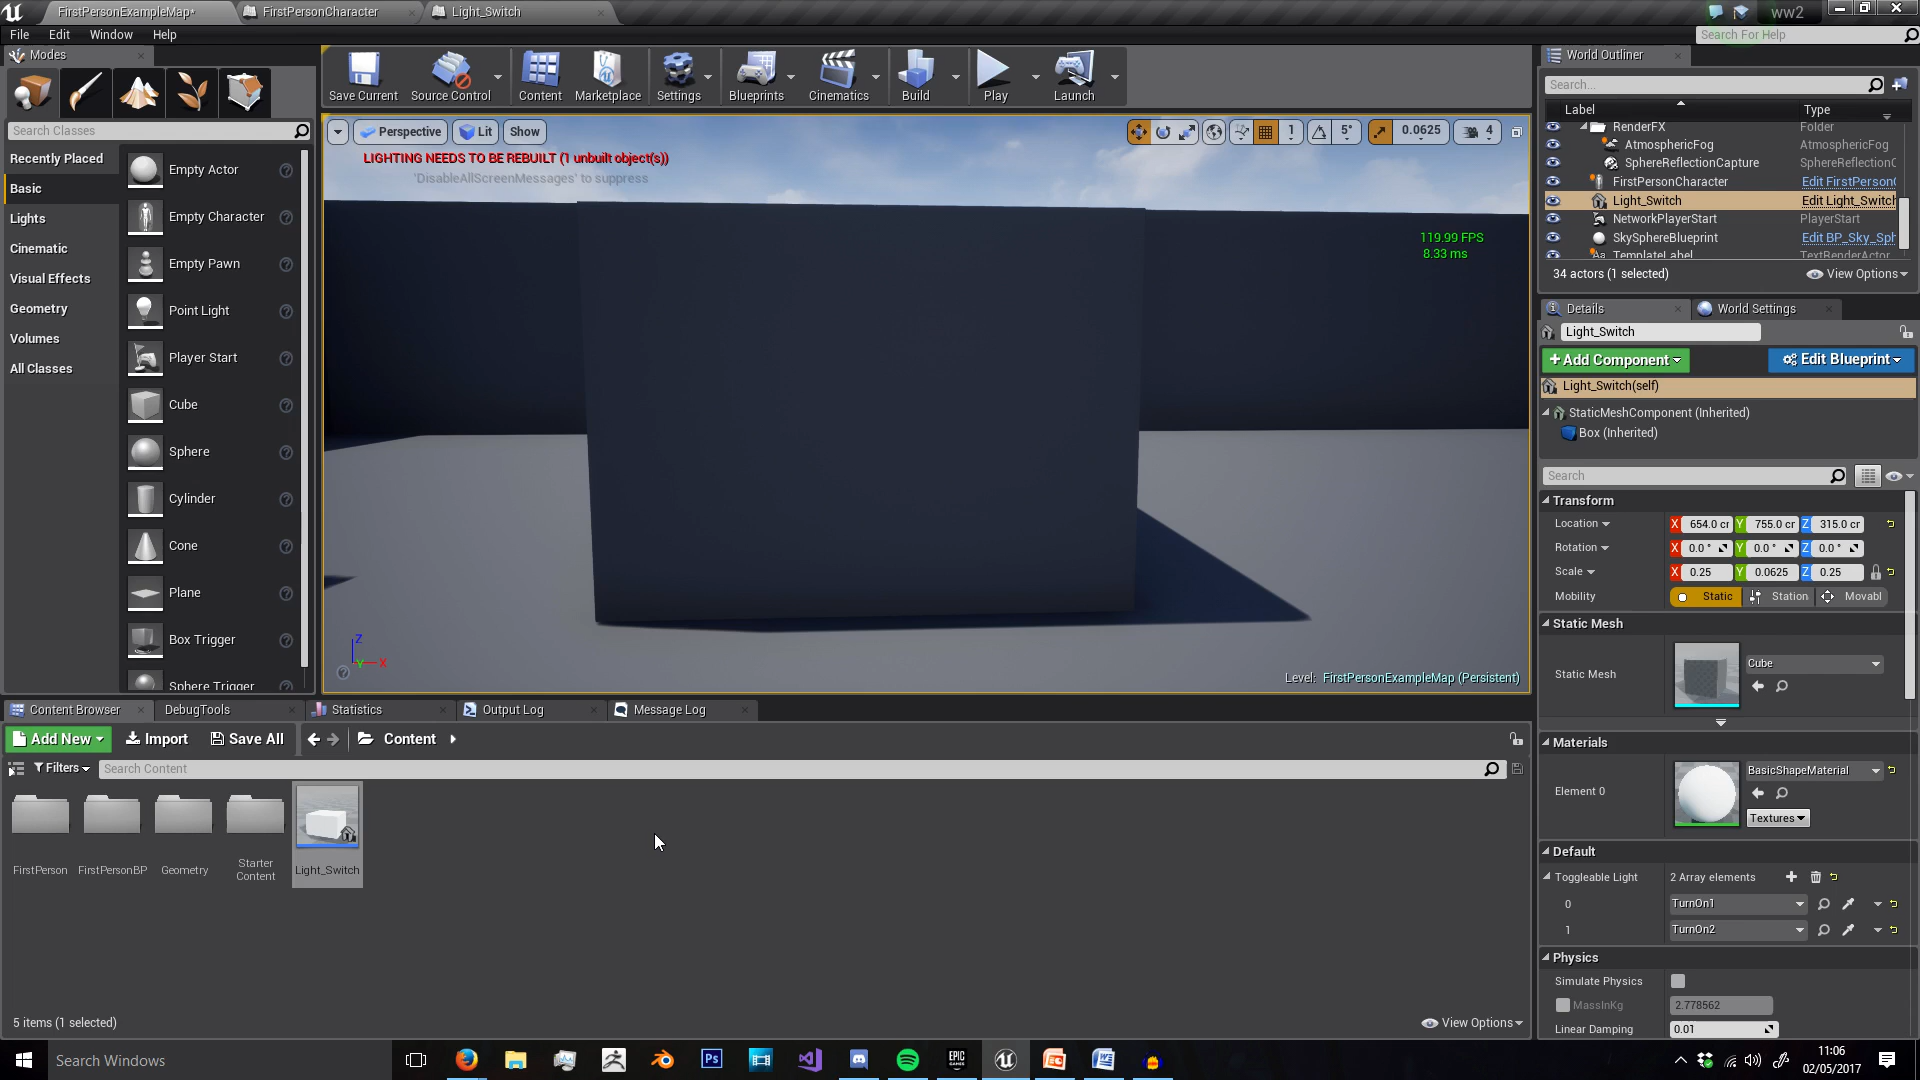 FirstPersonExampleMap*
FirstPersonCharacter
Light_Switch
ww2
File
Edit
Window
Help
Search For Help
Modes
Search Classes
Recently Placed
Basic
Lights
Cinematic
Visual Effects
Geometry
Volumes
All Classes
Empty Actor
Empty Character
Empty Pawn
Point Light
Player Start
Cube
Sphere
Cylinder
Cone
Plane
Box Trigger
Sphere Trigger
Save Current
Source Control
Content
Marketplace
Settings
Blueprints
Cinematics
Build
Play
Launch
Perspective
Lit
Show
1
5°
0.0625
4
LIGHTING NEEDS TO BE REBUILT (1 unbuilt object(s))
'DisableAllScreenMessages' to suppress
119.99 FPS
8.33 ms
Z
Y
X
Level: FirstPersonExampleMap (Persistent)
World Outliner
Search...
Label
Type
RenderFX
Folder
AtmosphericFog
AtmosphericFog
SphereReflectionCapture
SphereReflectionC
FirstPersonCharacter
Edit FirstPerson
Light_Switch
Edit Light_Switch
NetworkPlayerStart
PlayerStart
SkySphereBlueprint
Edit BP_Sky_Sph
TemplateLabel
TextRenderActor
34 actors (1 selected)
View Options
Details
World Settings
Light_Switch
+Add Component
Edit Blueprint
Light_Switch(self)
StaticMeshComponent (Inherited)
Box (Inherited)
Search
Transform
Location
X 654.0 cr Y 755.0 cr Z 315.0 cr
Rotation
X 0.0 ° Y 0.0 ° Z 0.0 °
Scale
X 0.25 Y 0.0625 Z 0.25
Mobility
Static
Station
Movabl
Static Mesh
Static Mesh
Cube
Materials
Element 0
BasicShapeMaterial
Textures
Default
Toggleable Light
2 Array elements
0
TurnOn1
1
TurnOn2
Physics
Simulate Physics
MassInKg
2.778562
Linear Damping
0.01
Content Browser
DebugTools
Statistics
Output Log
Message Log
Add New
Import
Save All
Content
Filters
Search Content
FirstPerson
FirstPersonBP
Geometry
Starter
Content
Light_Switch
5 items (1 selected)
View Options
Search Windows
Ps
EPIC
GAMES
11:06
02/05/2017